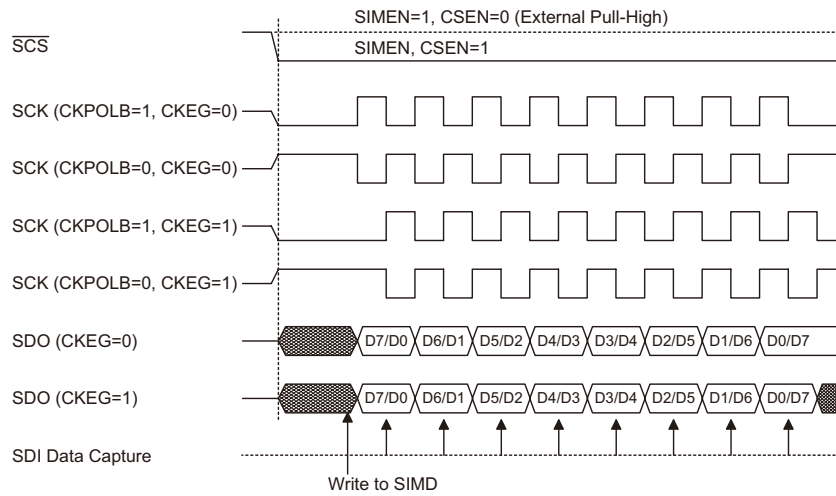 SIMEN=1, CSEN=0 (External Pull-High)
SCS
SIMEN, CSEN=1
SCK (CKPOLB=1, CKEG=0)
SCK (CKPOLB=0, CKEG=0)
SCK (CKPOLB=1, CKEG=1)
SCK (CKPOLB=0, CKEG=1)
SDO (CKEG=0) D7/D0 D6/D1 D5/D2 D4/D3 D3/D4 D2/D5 D1/D6 D0/D7
SDO (CKEG=1) D7/D0 D6/D1 D5/D2 D4/D3 D3/D4 D2/D5 D1/D6 D0/D7
SDI Data Capture
Write to SIMD